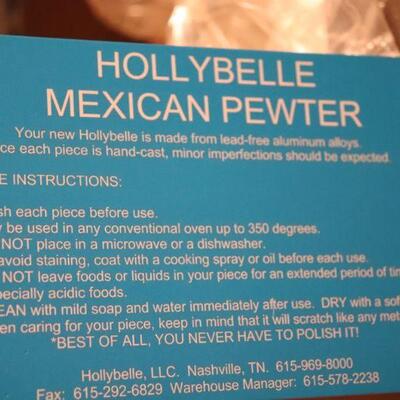 HOLLYBELLE
MEXICAN PEWTER
Your new Hollybelle is made from lead-free aluminum alloys.
ce each piece is hand-cast, minor imperfections should be expected.
E INSTRUCTIONS:
sh each piece before use.
y be used in any conventional oven up to 350 degrees.
NOT place in a microwave or a dishwasher.
avoid staining, coat with a cooking spray or oil before each use.
NOT leave foods or liquids in your piece for an extended period of tim
pecially acidic foods.
EAN with mild soap and water immediately after use. DRY with a sof
en caring for your piece, keep in mind that it will scratch like any met
*BEST OF ALL, YOU NEVER HAVE TO POLISH IT!
Hollybelle, LLC. Nashville, TN. 615-969-8000
Fax: 615-292-6829 Warehouse Manager: 615-578-2238